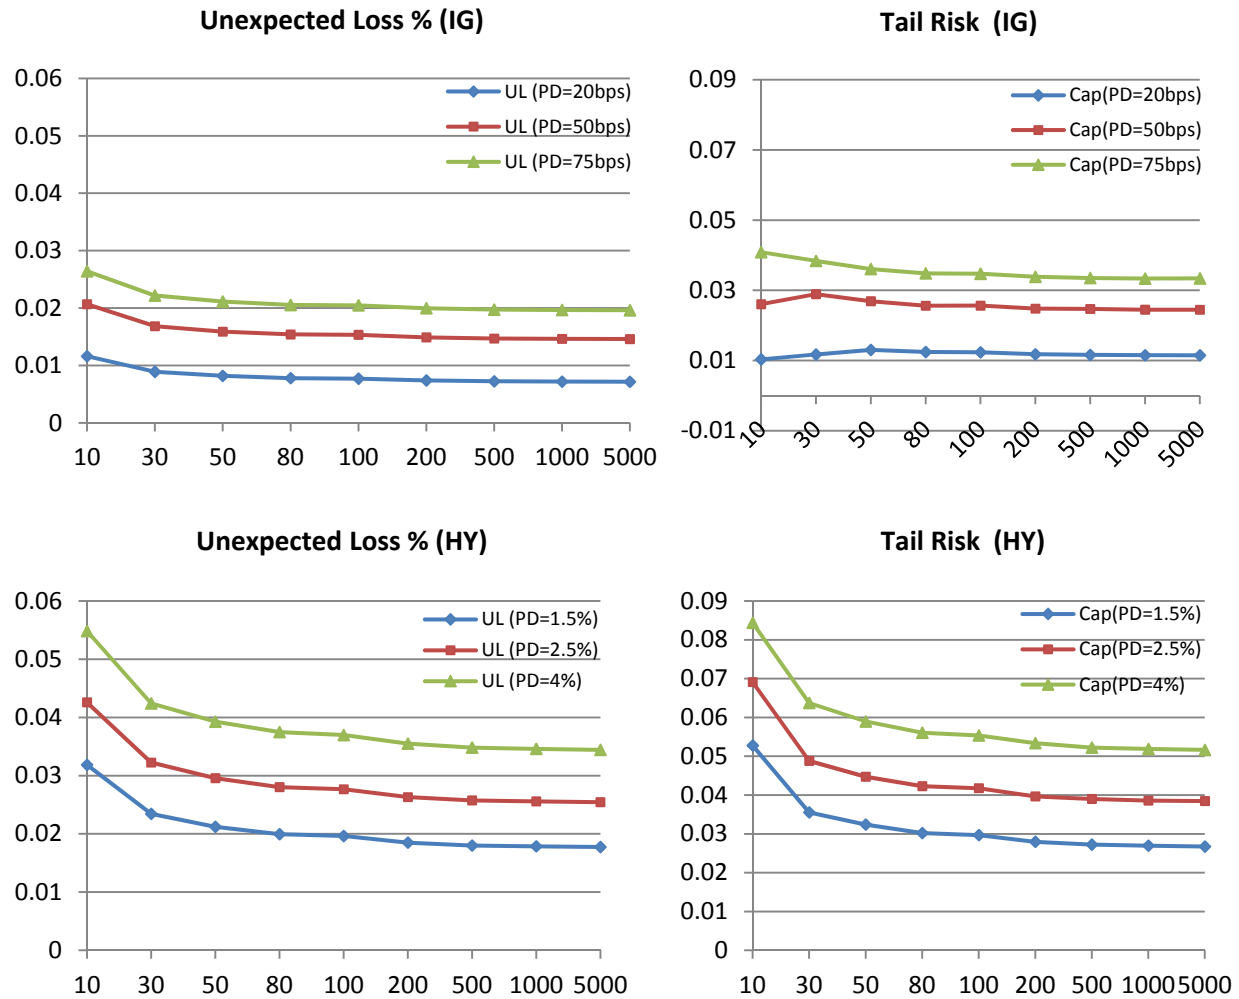 Unexpected Loss % (IG)
0.06
0.05
0.04
0.03
0.02
0.01
0
UL (PD=20bps)
UL (PD=50bps)
UL (PD=75bps)
10 30 50 80 100 200 500 1000 5000
Tail Risk (IG)
0.09
0.07
0.05
0.03
0.01
-0.01
Cap(PD=20bps)
Cap(PD=50bps)
Cap(PD=75bps)
10 30 50 80 100 200 500 1000 5000
Unexpected Loss % (HY)
0.06
0.05
0.04
0.03
0.02
0.01
0
UL (PD=1.5%)
UL (PD=2.5%)
UL (PD=4%)
10 30 50 80 100 200 500 1000 5000
Tail Risk (HY)
0.09
0.08
0.07
0.06
0.05
0.04
0.03
0.02
0.01
0
Cap(PD=1.5%)
Cap(PD=2.5%)
Cap(PD=4%)
10 30 50 80 100 200 500 1000 5000